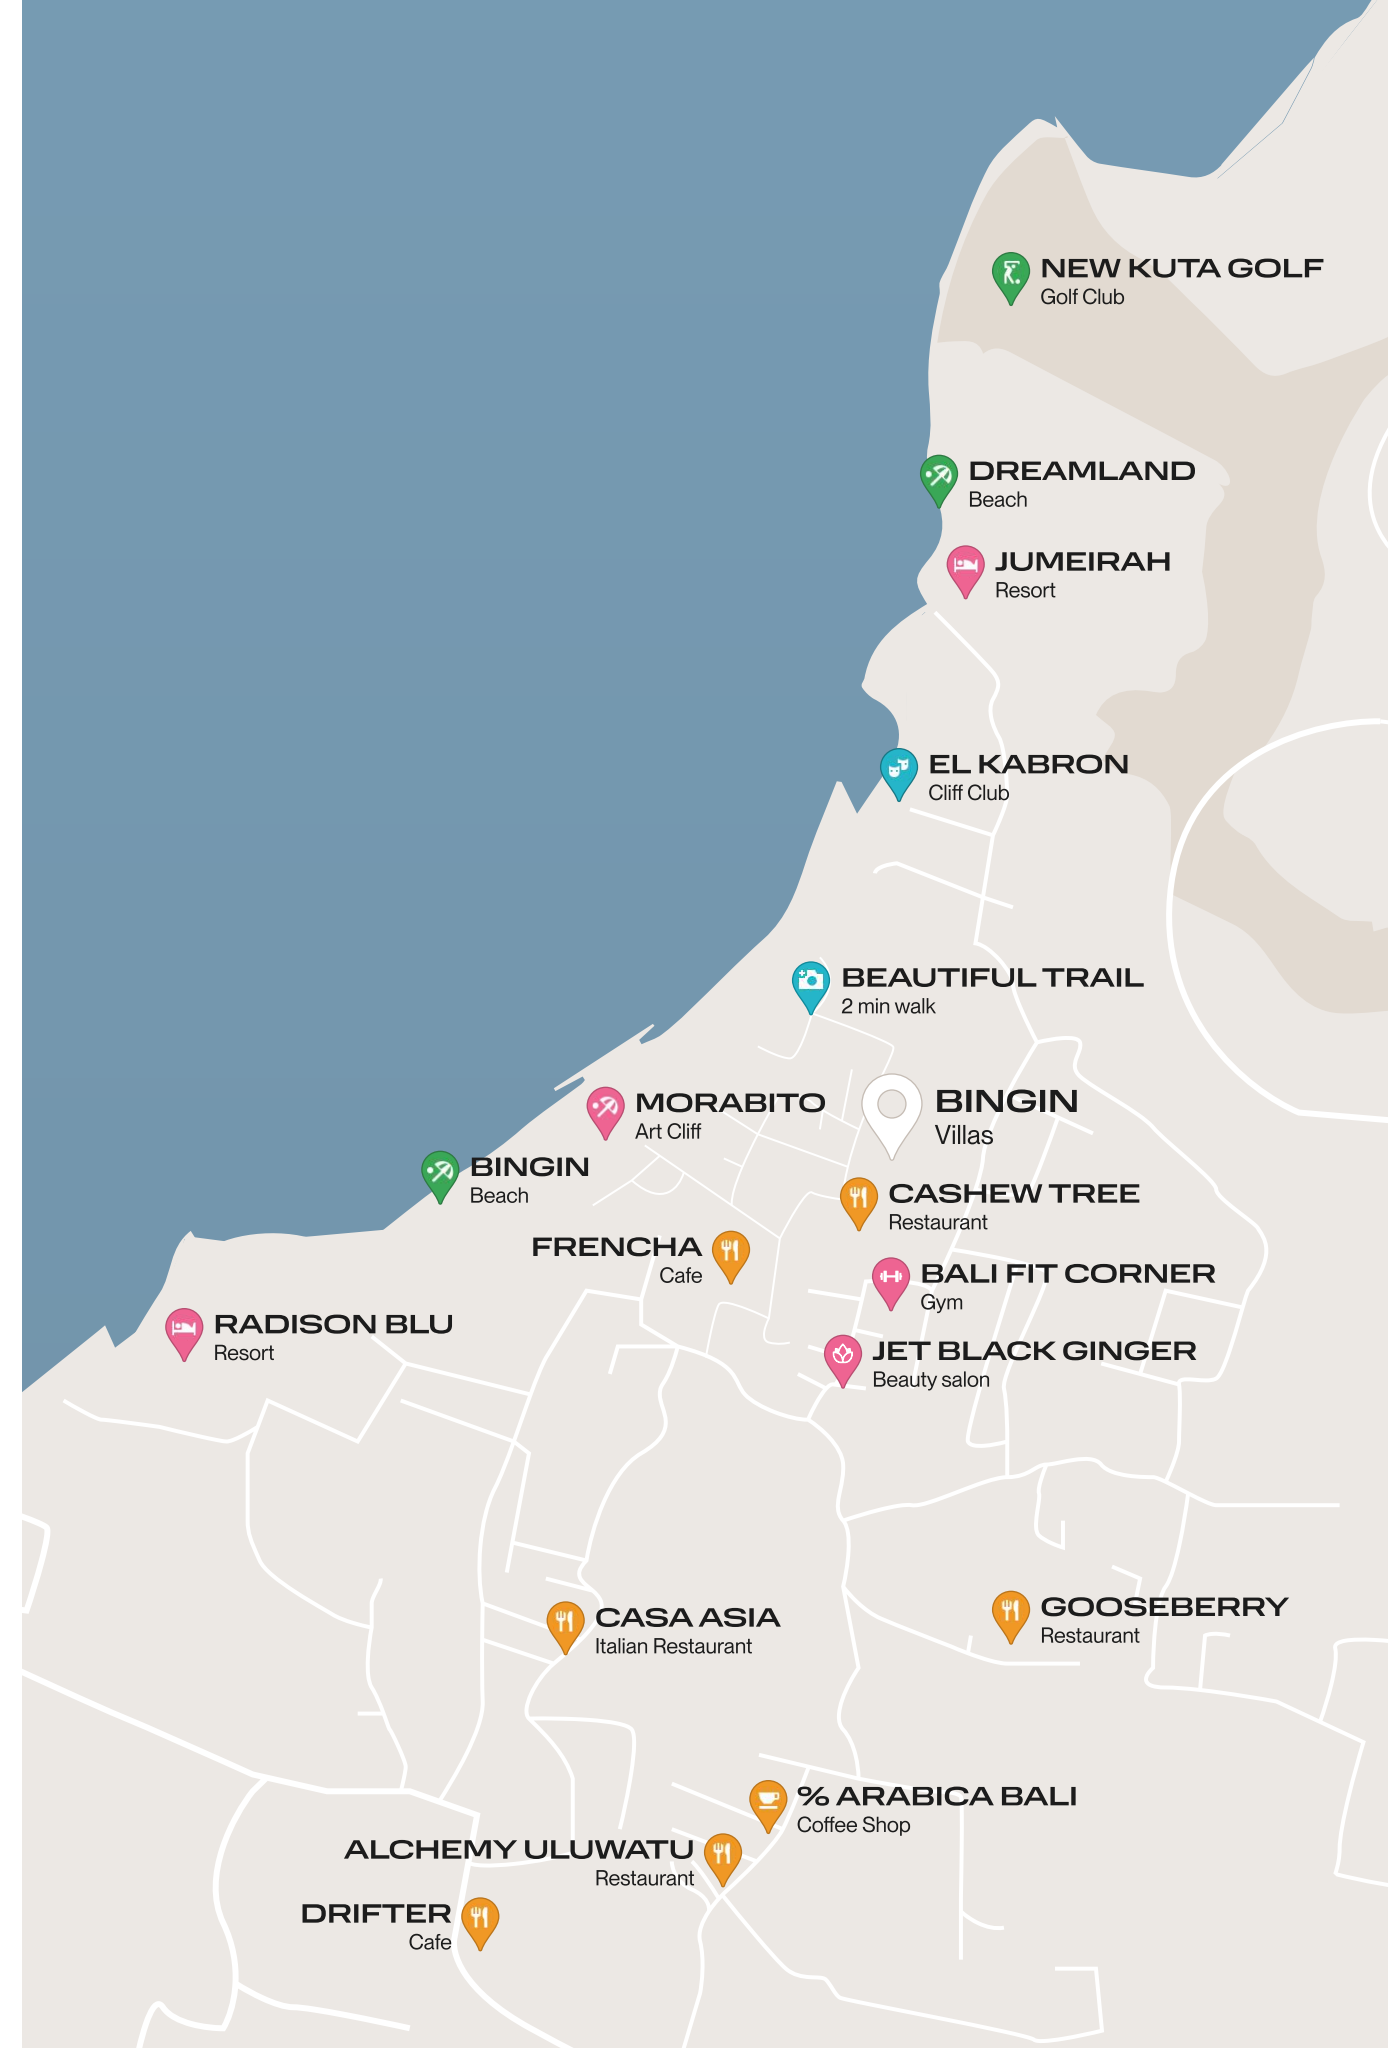 NEW KUTA GOLF
Golf Club
DREAMLAND
Beach
JUMEIRAH
Resort
EL KABRON
Cliff Club
BEAUTIFUL TRAIL
2 min walk
BINGIN
Villas
MORABITO
Art Cliff
BINGIN
Beach
CASHEW TREE
Restaurant
FRENCHA
Cafe
BALI FIT CORNER
Gym
RADISON BLU
Resort
JET BLACK GINGER
Beauty salon
GOOSEBERRY
Restaurant
CASA ASIA
Italian Restaurant
% ARABICA BALI
Coffee Shop
ALCHEMY ULUWATU
Restaurant
DRIFTER
Cafe